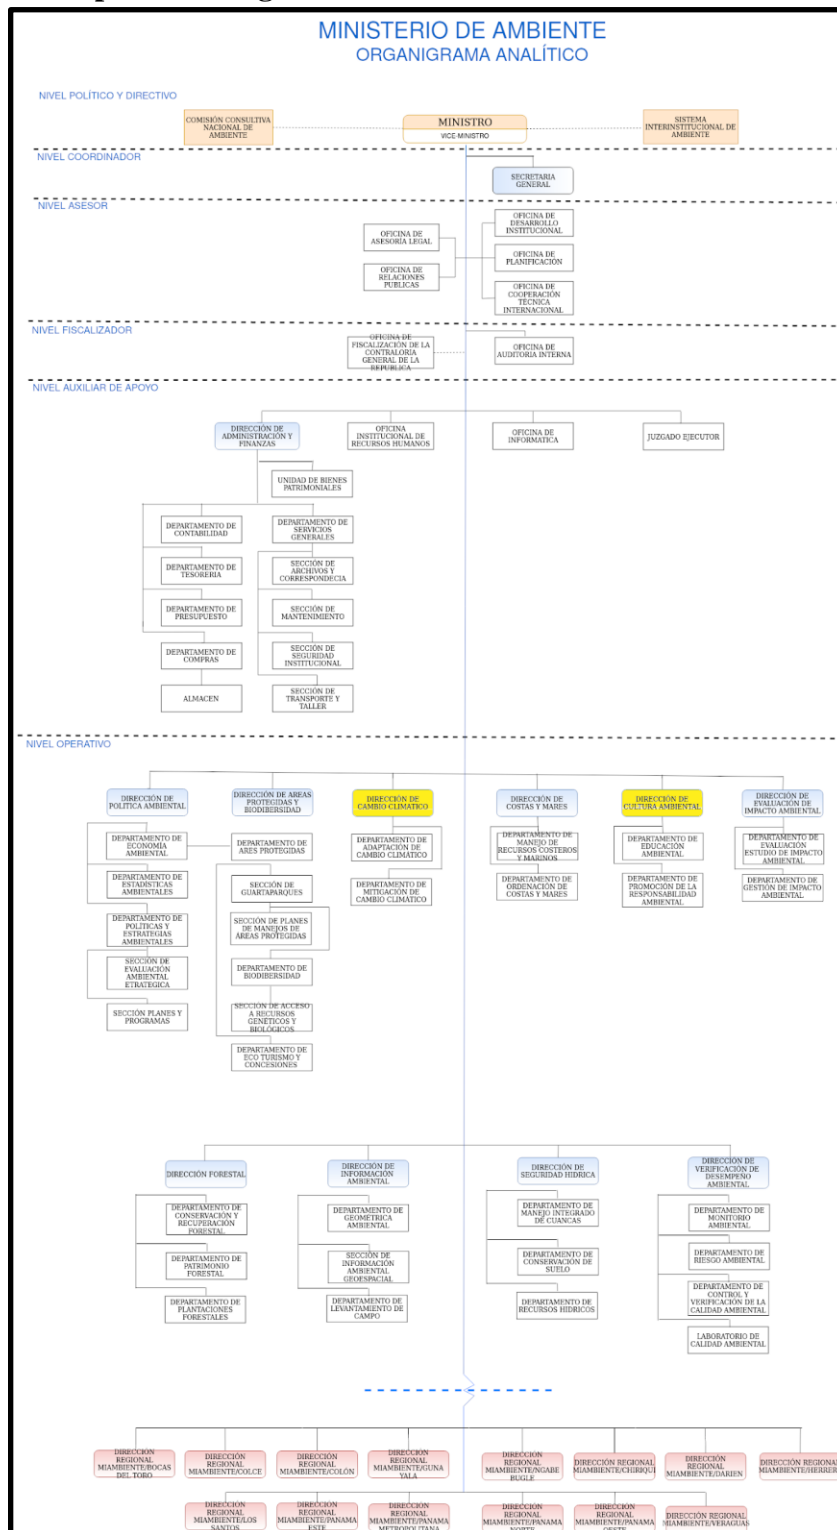 MINISTERIO DE AMBIENTE
ORGANIGRAMA ANALÍTICO
NIVEL POLÍTICO Y DIRECTIVO
COMISIÓN CONSULTIVA
NACIONAL DE
AMBIENTE
MINISTRO
VICE-MINISTRO
SISTEMA
INTERINSTITUCIONAL DE
AMBIENTE
NIVEL COORDINADOR
SECRETARIA
GENERAL
NIVEL ASESOR
OFICINA DE
ASESORÍA LEGAL
OFICINA DE
DESARROLLO
INSTITUCIONAL
OFICINA DE
PLANIFICACIÓN
OFICINA DE
RELACIONES
PUBLICAS
OFICINA DE
COOPERACIÓN
TÉCNICA
INTERNACIONAL
NIVEL FISCALIZADOR
OFICINA DE
FISCALIZACIÓN DE LA
CONTRALORIA
GENERAL DE LA
REPUBLICA
OFICINA DE
AUDITORIA INTERNA
NIVEL AUXILIAR DE APOYO
DIRECCIÓN DE
ADMINISTRACIÓN Y
FINANZAS
OFICINA
INSTITUCIONAL DE
RECURSOS HUMANOS
OFICINA DE
INFORMATICA
JUZGADO EJECUTOR
UNIDAD DE BIENES
PATRIMONIALES
DEPARTAMENTO DE
CONTABILIDAD
DEPARTAMENTO DE
SERVICIOS
GENERALES
DEPARTAMENTO DE
TESORERIA
SECCIÓN DE
ARCHIVOS Y
CORRESPONDECIA
DEPARTAMENTO DE
PRESUPUESTO
SECCIÓN DE
MANTENIMIENTO
DEPARTAMENTO DE
COMPRAS
SECCIÓN DE
SEGURIDAD
INSTITUCIONAL
ALMACEN
SECCIÓN DE
TRANSPORTE Y
TALLER
NIVEL OPERATIVO
DIRECCIÓN DE
POLÍTICA AMBIENTAL
DIRECCIÓN DE AREAS
PROTEGIDAS Y
BIODIBERSIDAD
DIRECCIÓN DE
CAMBIO CLIMATICO
DIRECCIÓN DE
COSTAS Y MARES
DIRECCIÓN DE
CULTURA AMBIENTAL
DIRECCIÓN DE
EVALUACIÓN DE
IMPACTO AMBIENTAL
DEPARTAMENTO DE
ECONOMÍA
AMBIENTAL
DEPARTAMENTO DE
ARES PROTEGIDAS
DEPARTAMENTO DE
ADAPTACIÓN DE
CAMBIO CLIMÁTICO
DEPARTAMENTO DE
MANEJO DE
RECURSOS COSTEROS
Y MARINOS
DEPARTAMENTO DE
EDUCACIÓN
AMBIENTAL
DEPARTAMENTO DE
EVALUACIÓN
ESTUDIO DE IMPACTO
AMBIENTAL
DEPARTAMENTO DE
ESTADÍSTICAS
AMBIENTALES
SECCIÓN DE
GUARTAPARQUES
DEPARTAMENTO DE
MITIGACIÓN DE
CAMBIO CLIMÁTICO
DEPARTAMENTO DE
ORDENACIÓN DE
COSTAS Y MARES
DEPARTAMENTO DE
PROMOCIÓN DE LA
RESPONSABILIDAD
AMBIENTAL
DEPARTAMENTO DE
GESTIÓN DE IMPACTO
AMBIENTAL
DEPARTAMENTO DE
POLÍTICAS Y
ESTRATEGIAS
AMBIENTALES
SECCIÓN DE PLANES
DE MANEJOS DE
ÁREAS PROTEGIDAS
SECCIÓN DE
EVALUACIÓN
AMBIENTAL
ETRATEGICA
DEPARTAMENTO DE
BIODIBERSIDAD
SECCIÓN PLANES Y
PROGRAMAS
SECCIÓN DE ACCESO
A RECURSOS
GENÉTICOS Y
BIOLÓGICOS
DEPARTAMENTO DE
ECO TURISMO Y
CONCESIONES
DIRECCIÓN FORESTAL
DIRECCIÓN DE
INFORMACIÓN
AMBIENTAL
DIRECCIÓN DE
SEGURIDAD HIDRICA
DIRECCIÓN DE
VERIFICACIÓN DE
DESEMPEÑO
AMBIENTAL
DEPARTAMENTO DE
CONSERVACIÓN Y
RECUPERACIÓN
FORESTAL
DEPARTAMENTO DE
GEOMÉTRICA
AMBIENTAL
DEPARTAMENTO DE
MANEJO INTEGRADO
DE CUANCAS
DEPARTAMENTO DE
MONITORIO
AMBIENTAL
DEPARTAMENTO DE
PATRIMONIO
FORESTAL
SECCIÓN DE
INFORMACIÓN
AMBIENTAL
GEOESPACIAL
DEPARTAMENTO DE
CONSERVACIÓN DE
SUELO
DEPARTAMENTO DE
RIESGO AMBIENTAL
DEPARTAMENTO DE
PLANTACIONES
FORESTALES
DEPARTAMENTO DE
LEVANTAMIENTO DE
CAMPO
DEPARTAMENTO DE
RECURSOS HIDRICOS
DEPARTAMENTO DE
CONTROL Y
VERIFICACIÓN DE LA
CALIDAD AMBIENTAL
LABORATORIO DE
CALIDAD AMBIENTAL
DIRECCIÓN
REGIONAL
MIAMBIENTE/BOCAS
DEL TORO
DIRECCIÓN
REGIONAL
MIAMBIENTE/COLCE
DIRECCIÓN
REGIONAL
MIAMBIENTE/COLÓN
DIRECCIÓN
REGIONAL
MIAMBIENTE/GUNA
YALA
DIRECCIÓN
REGIONAL
MIAMBIENTE/NGABE
BUGLE
DIRECCIÓN REGIONAL
MIAMBIENTE/CHIRIQUI
DIRECCIÓN
REGIONAL
MIAMBIENTE/DARIEN
DIRECCIÓN REGIONAL
MIAMBIENTE/HERRER
DIRECCIÓN
REGIONAL
MIAMBIENTE/LOS
SANTOS
DIRECCIÓN
REGIONAL
MIAMBIENTE/PANAMA
ESTE
DIRECCIÓN
REGIONAL
MIAMBIENTE/PANAMA
METROPOLITANA
DIRECCIÓN
REGIONAL
MIAMBIENTE/PANAMA
NORTE
DIRECCIÓN
REGIONAL
MIAMBIENTE/PANAMA
OESTE
DIRECCIÓN
REGIONAL
MIAMBIENTE/VERAGUAS